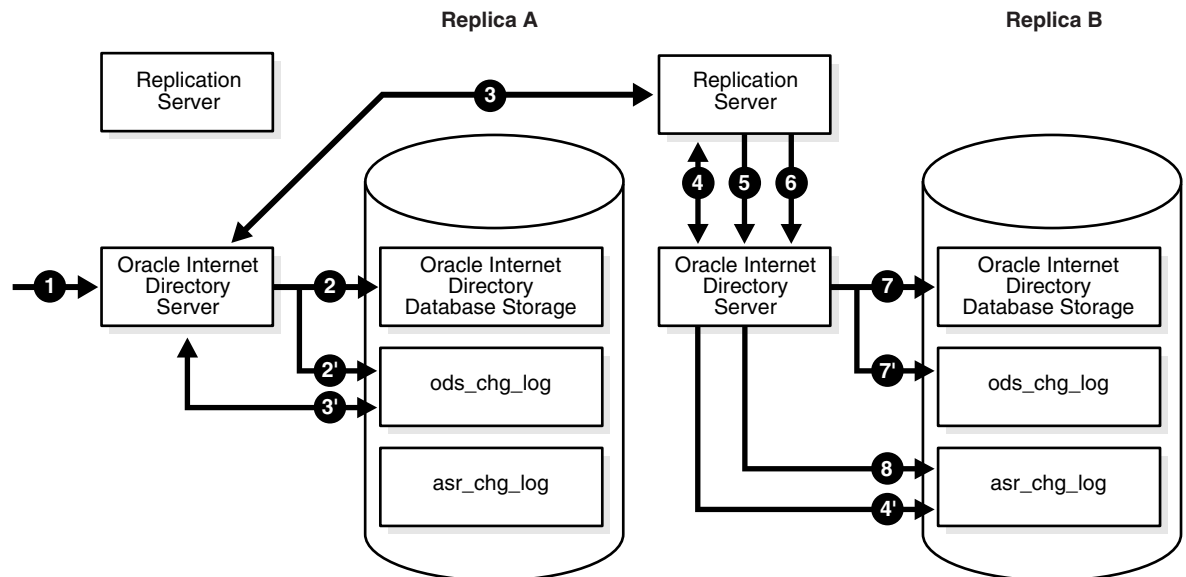 Replica A
Replica B
Replication
Server
3
Replication
Server
4
5
6
1
Oracle Internet
Directory
Server
2
Oracle Internet
Directory
Database Storage
2'
ods_chg_log
3'
asr_chg_log
Oracle Internet
Directory
Server
7
Oracle Internet
Directory
Database Storage
7'
ods_chg_log
8
asr_chg_log
4'